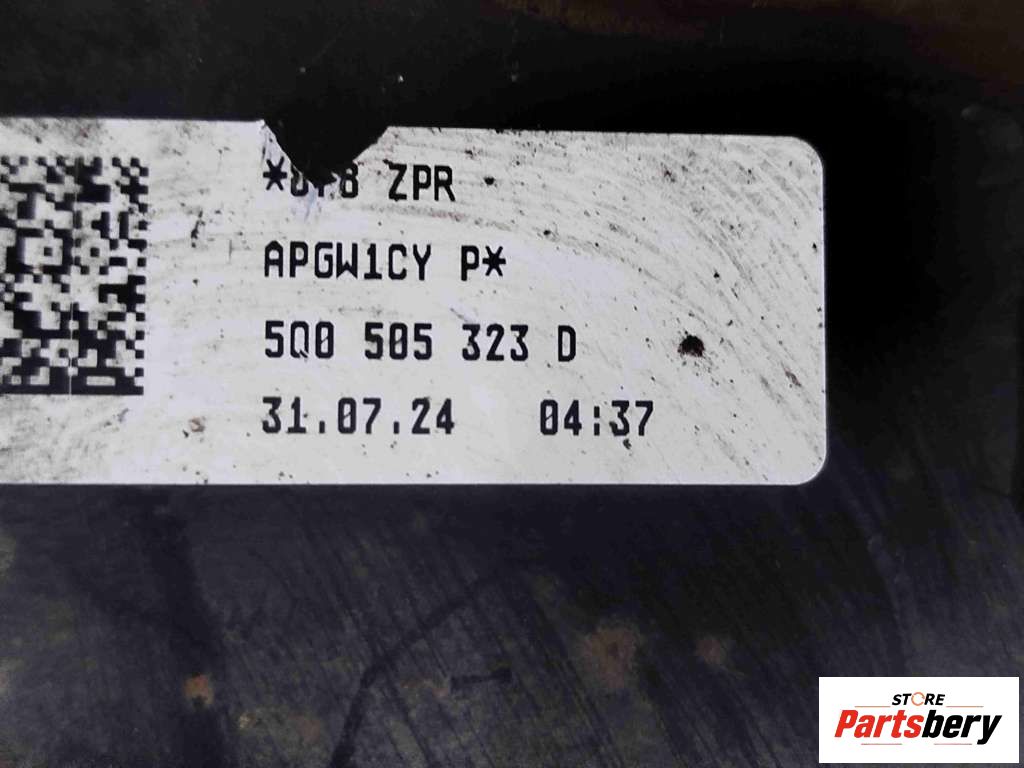 ZPR
APGW1CY P*
5Q0 505 323 D
31.07.24 04:37
STORE
Partsbery